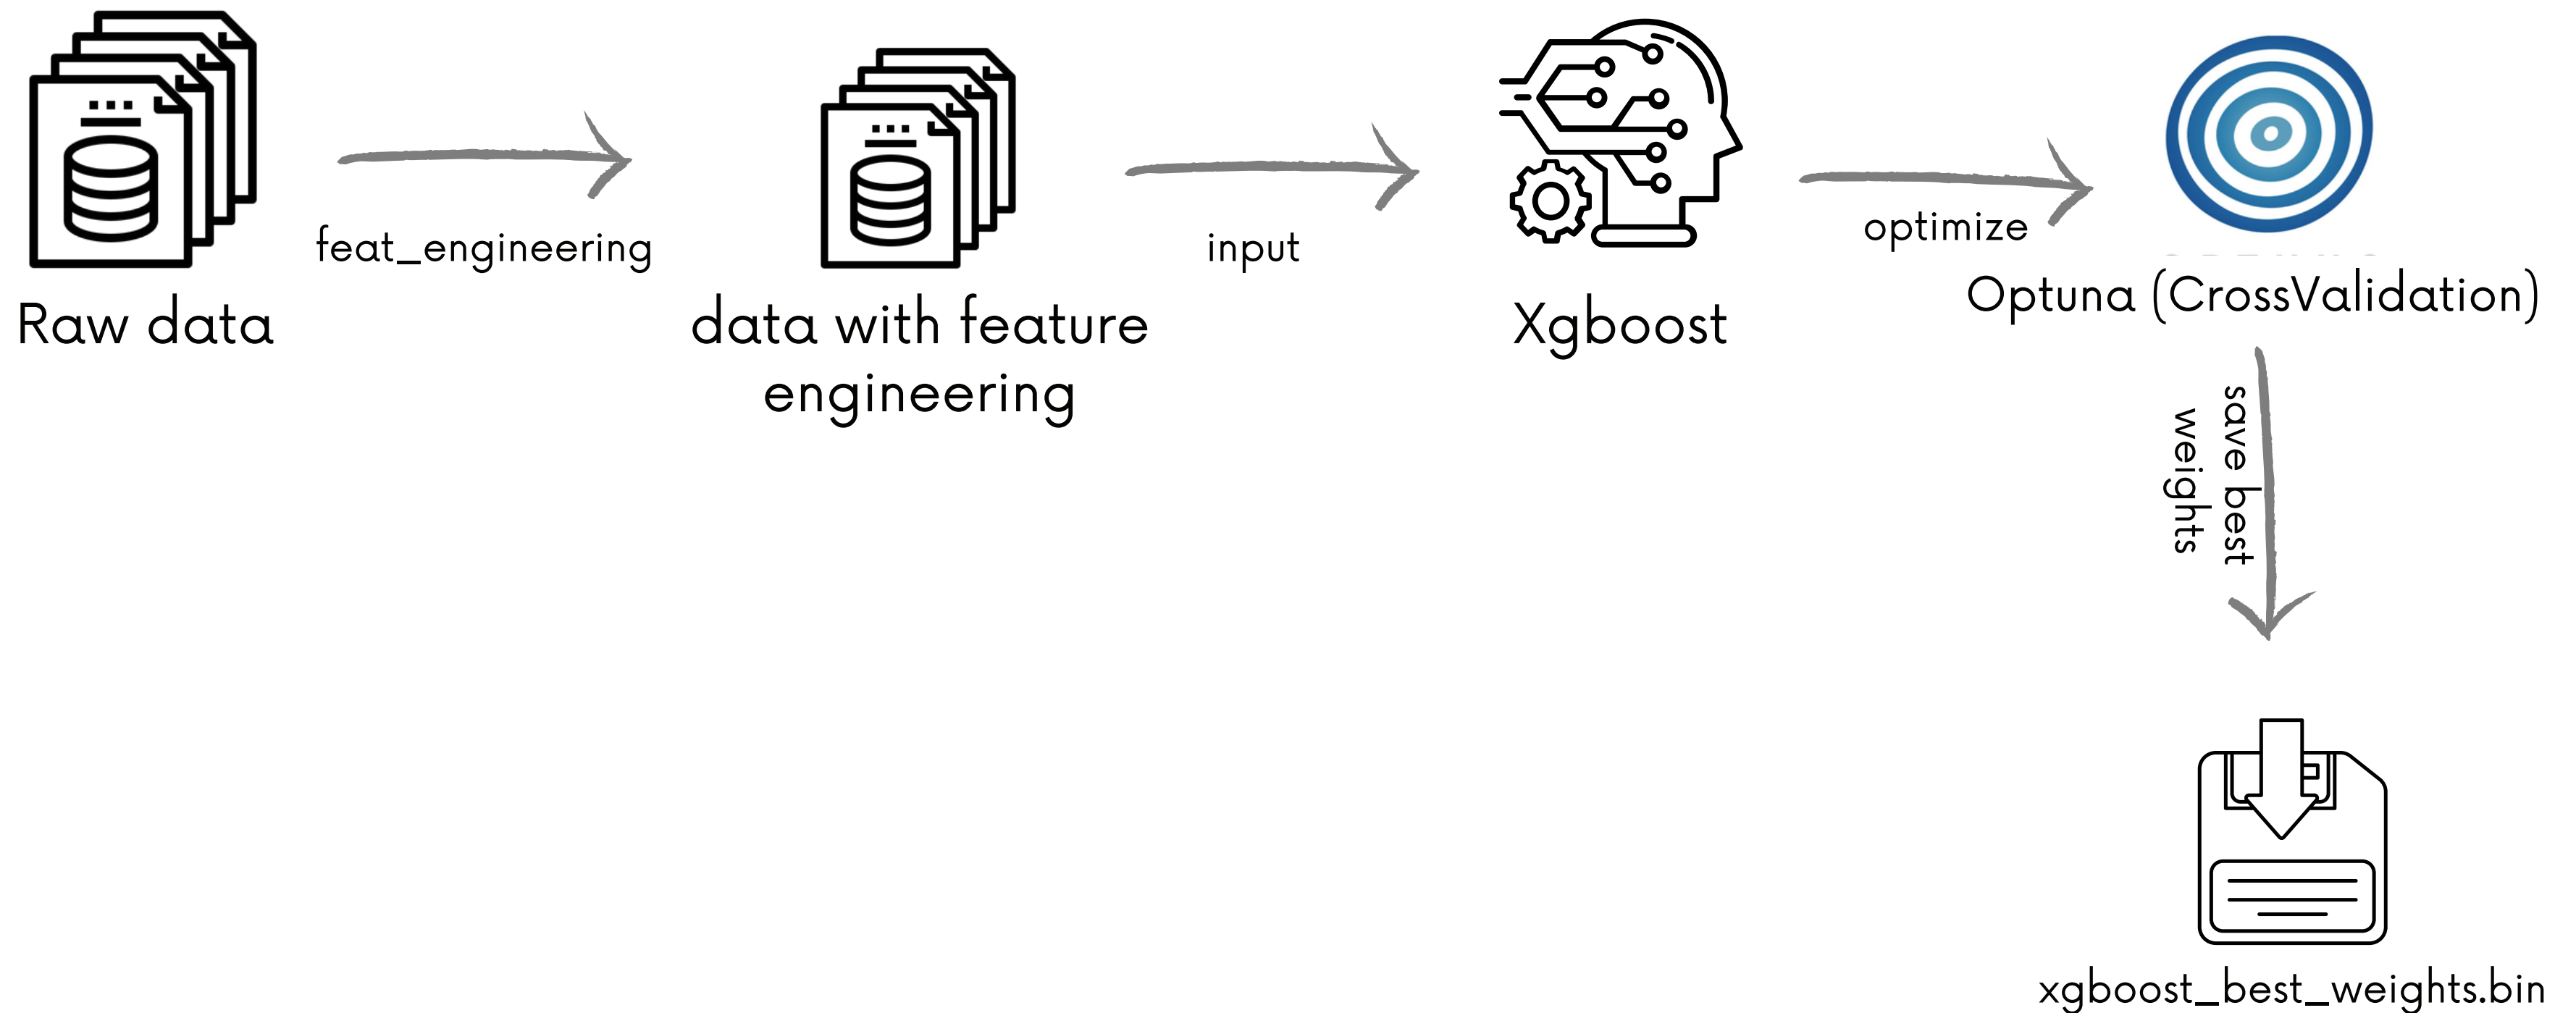 feat_engineering
Raw data
data with feature
engineering
input
Xgboost
optimize
Optuna (CrossValidation)
save best
weights
xgboost_best_weights.bin